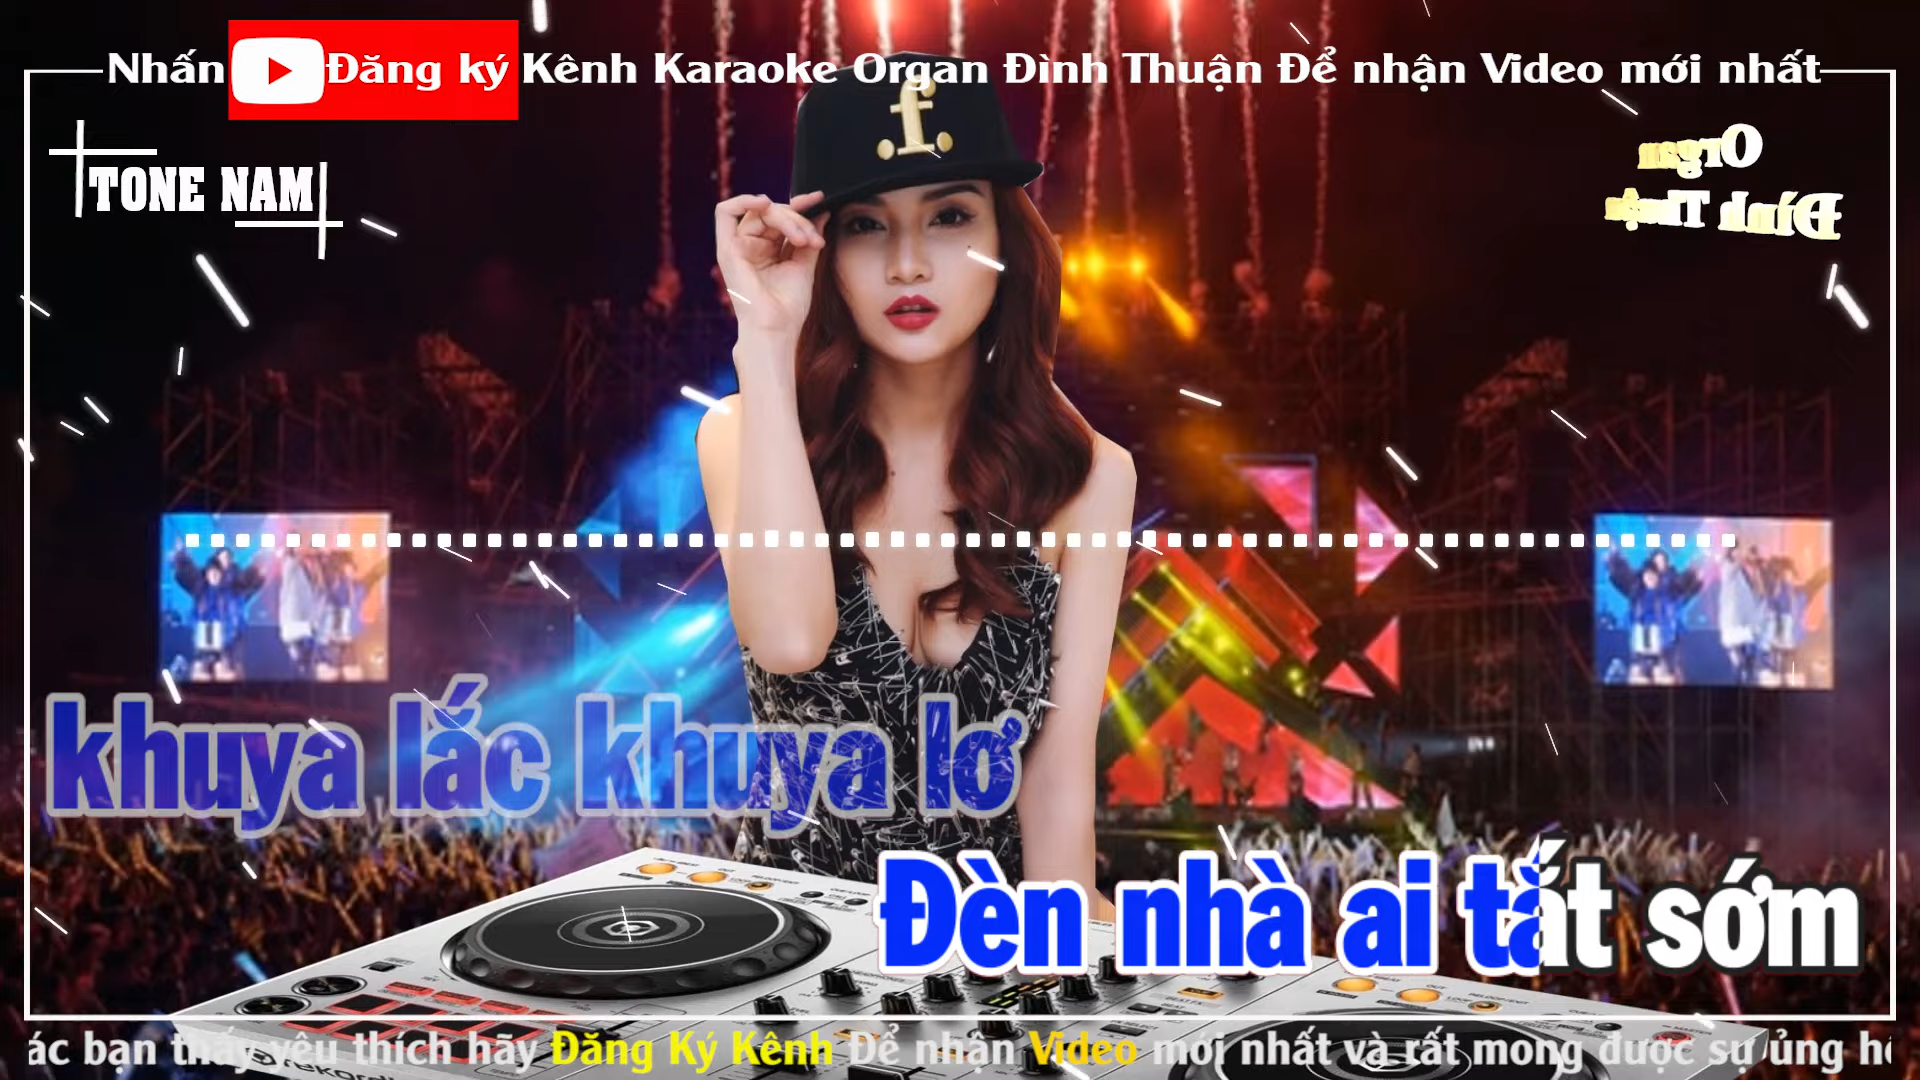 Nhấn Đăng ký Kênh Karaoke Organ Đình Thuận Để nhận Video mới nhất
.f.
TONE NAM
Organ
Đình Thuận
khuya lắc khuya lơ
Đèn nhà ai tắt sớm
ác bạn thấy yêu thích hãy Đăng Ký Kênh Để nhận Video mới nhất và rất mong được sự ủng